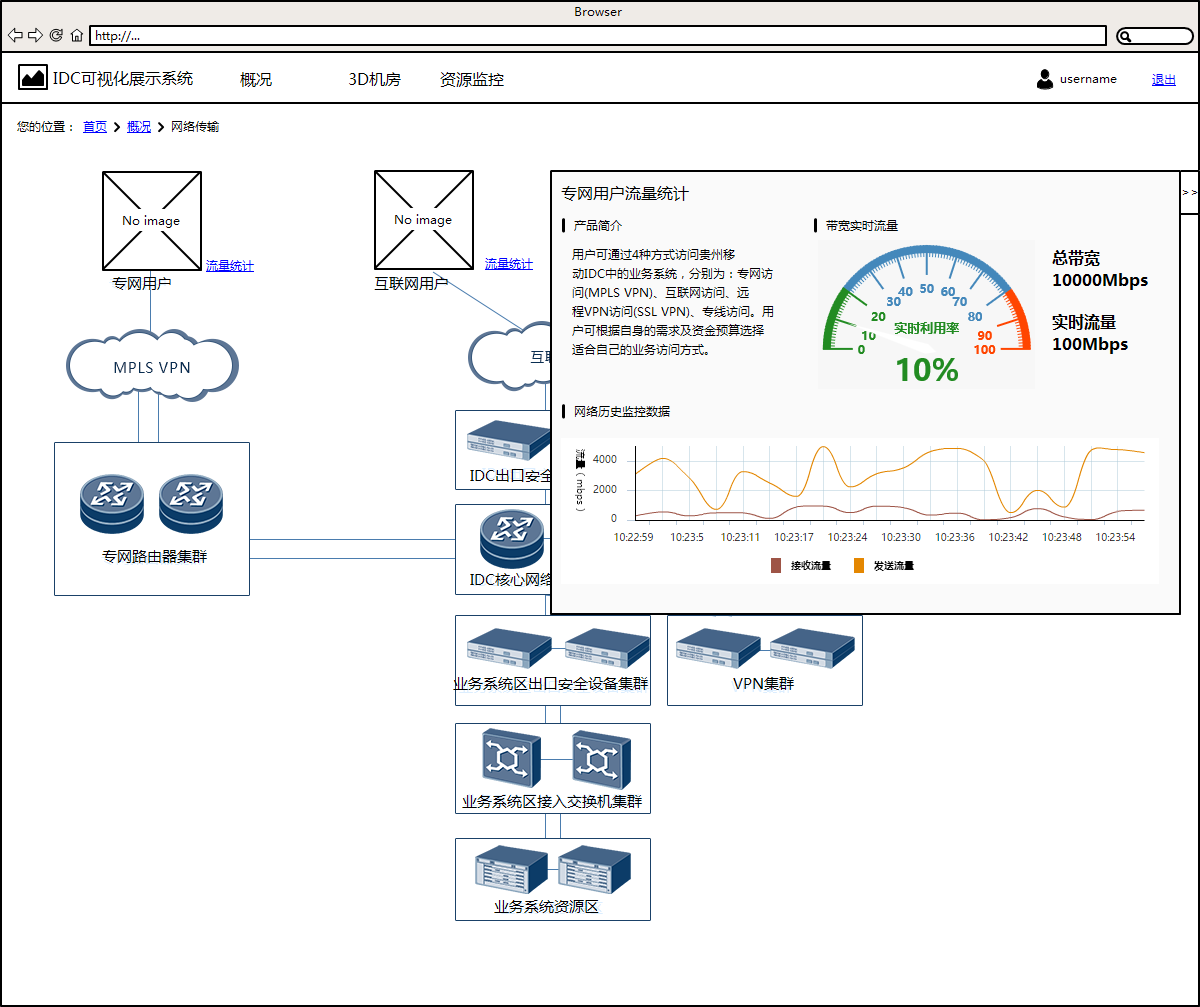 Browser
http://...
IDC可视化展示系统 概况 3D机房 资源监控 username 退出
您的位置： 首页 概况 网络传输
No image
流量统计
专网用户
No image
流量统计
互联网用户
MPLS VPN
专网路由器集群
IDC出口安全
IDC核心网络
业务系统区出口安全设备集群
VPN集群
业务系统区接入交换机集群
业务系统资源区
>>
专网用户流量统计
产品简介
用户可通过4种方式访问贵州移
动IDC中的业务系统，分别为：专网访
问(MPLS VPN)、互联网访问、远
程VPN访问(SSL VPN)、专线访问。用
户可根据自身的需求及资金预算选择
适合自己的业务访问方式。
带宽实时流量
0 10 20 30 40 50 60 70 80 90 100
实时利用率
10%
总带宽
10000Mbps
实时流量
100Mbps
网络历史监控数据
(mbps)
4000
2000
0
10:22:59 10:23:5 10:23:11 10:23:17 10:23:24 10:23:30 10:23:36 10:23:42 10:23:48 10:23:54
接收流量 发送流量